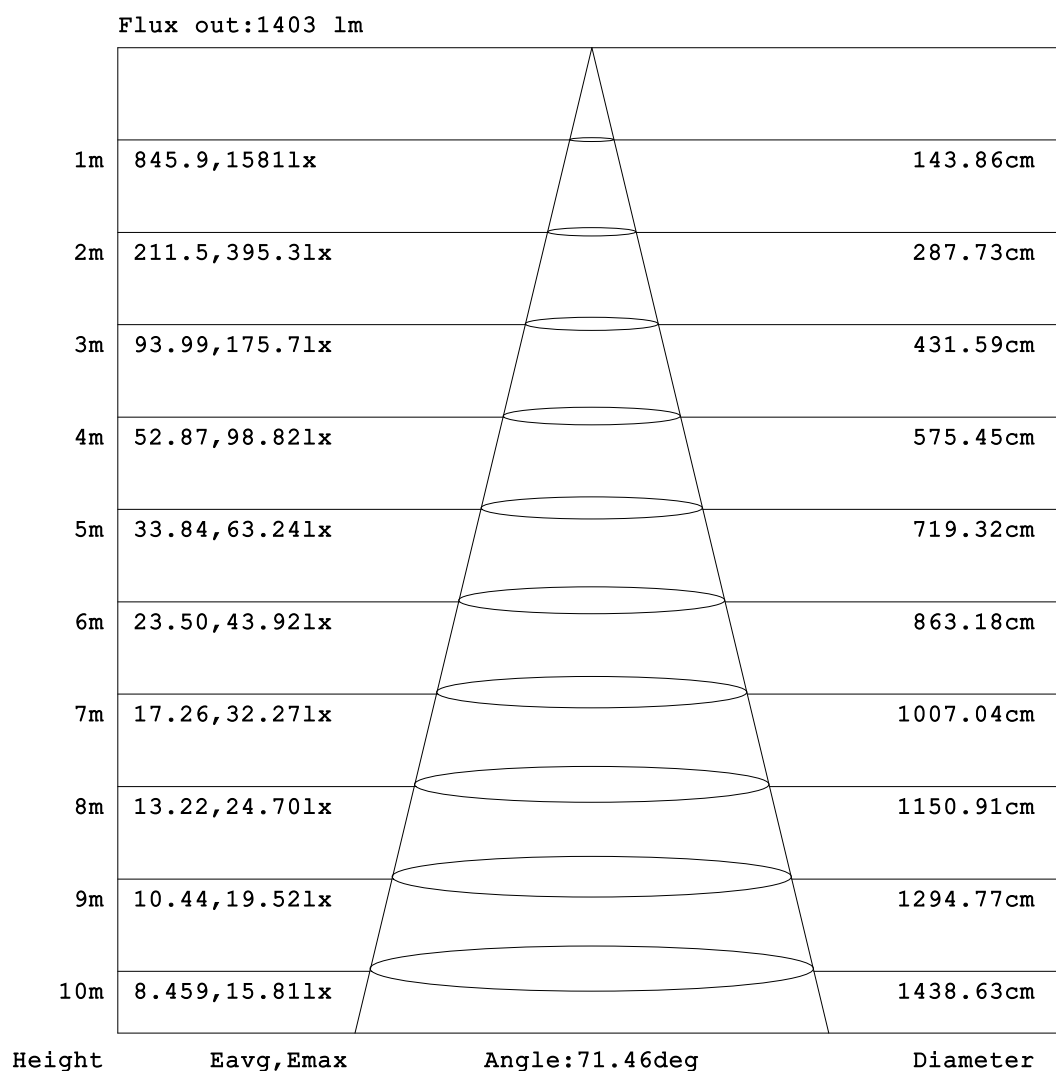 Flux out:1403 lm
1m 845.9,1581lx 143.86cm
2m 211.5,395.3lx 287.73cm
3m 93.99,175.7lx 431.59cm
4m 52.87,98.82lx 575.45cm
5m 33.84,63.24lx 719.32cm
6m 23.50,43.92lx 863.18cm
7m 17.26,32.27lx 1007.04cm
8m 13.22,24.70lx 1150.91cm
9m 10.44,19.52lx 1294.77cm
10m 8.459,15.81lx 1438.63cm
Height Eavg,Emax Angle:71.46deg Diameter